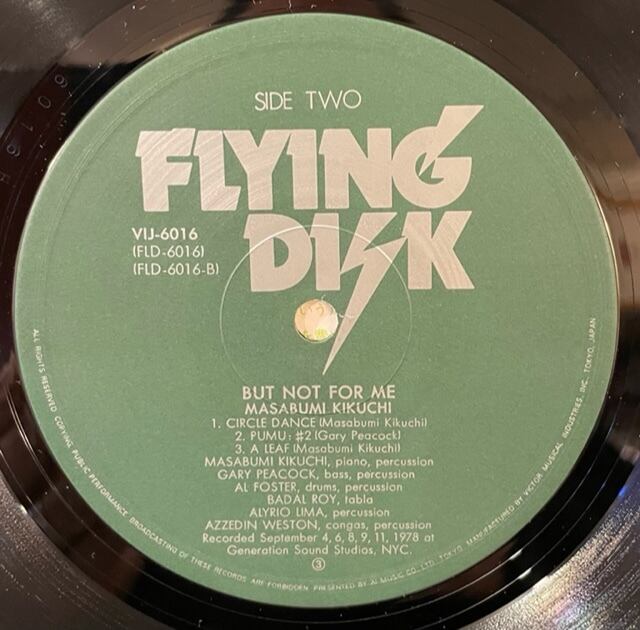 SIDE TWO
FLYING
DISK
VIJ-6016
(FLD-6016)
(FLD-6016-B)
BUT NOT FOR ME
MASABUMI KIKUCHI
1. CIRCLE DANCE (Masabumi Kikuchi)
2. PUMU: #2 (Gary Peacock)
3. A LEAF (Masabumi Kikuchi)
MASABUMI KIKUCHI, piano, percussion
GARY PEACOCK, bass, percussion
AL FOSTER, drums, percussion
BADAL ROY, tabla
ALYRIO LIMA, percussion
AZZEDIN WESTON, congas, percussion
Recorded September 4, 6, 8, 9, 11, 1978 at
Generation Sound Studios, NYC.
③
ALL RIGHTS RESERVED COPYING PUBLIC PERFORMANCE BROADCASTING OF THESE RECORDS ARE FORBIDDEN. PRESENTED BY AI MUSIC CO., LTD. TOKYO. MANUFACTURED BY VICTOR MUSICAL INDUSTRIES, INC. TOKYO, JAPAN